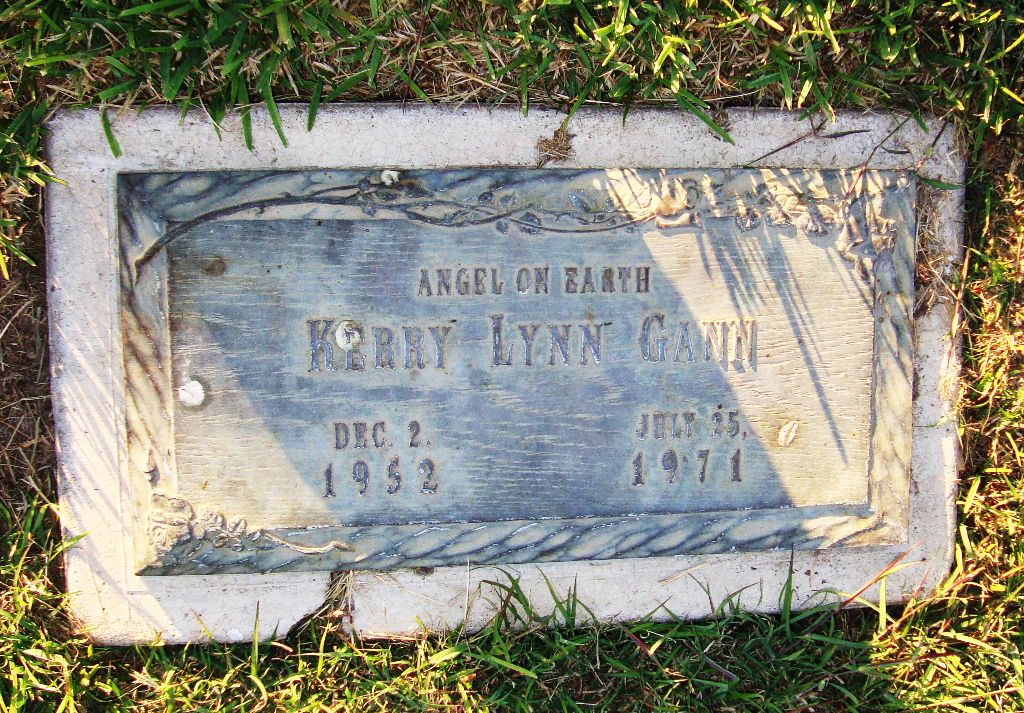 ANGEL ON EARTH
KERRY LYNN GANN
DEC. 2, JULY 25,
1952 1971